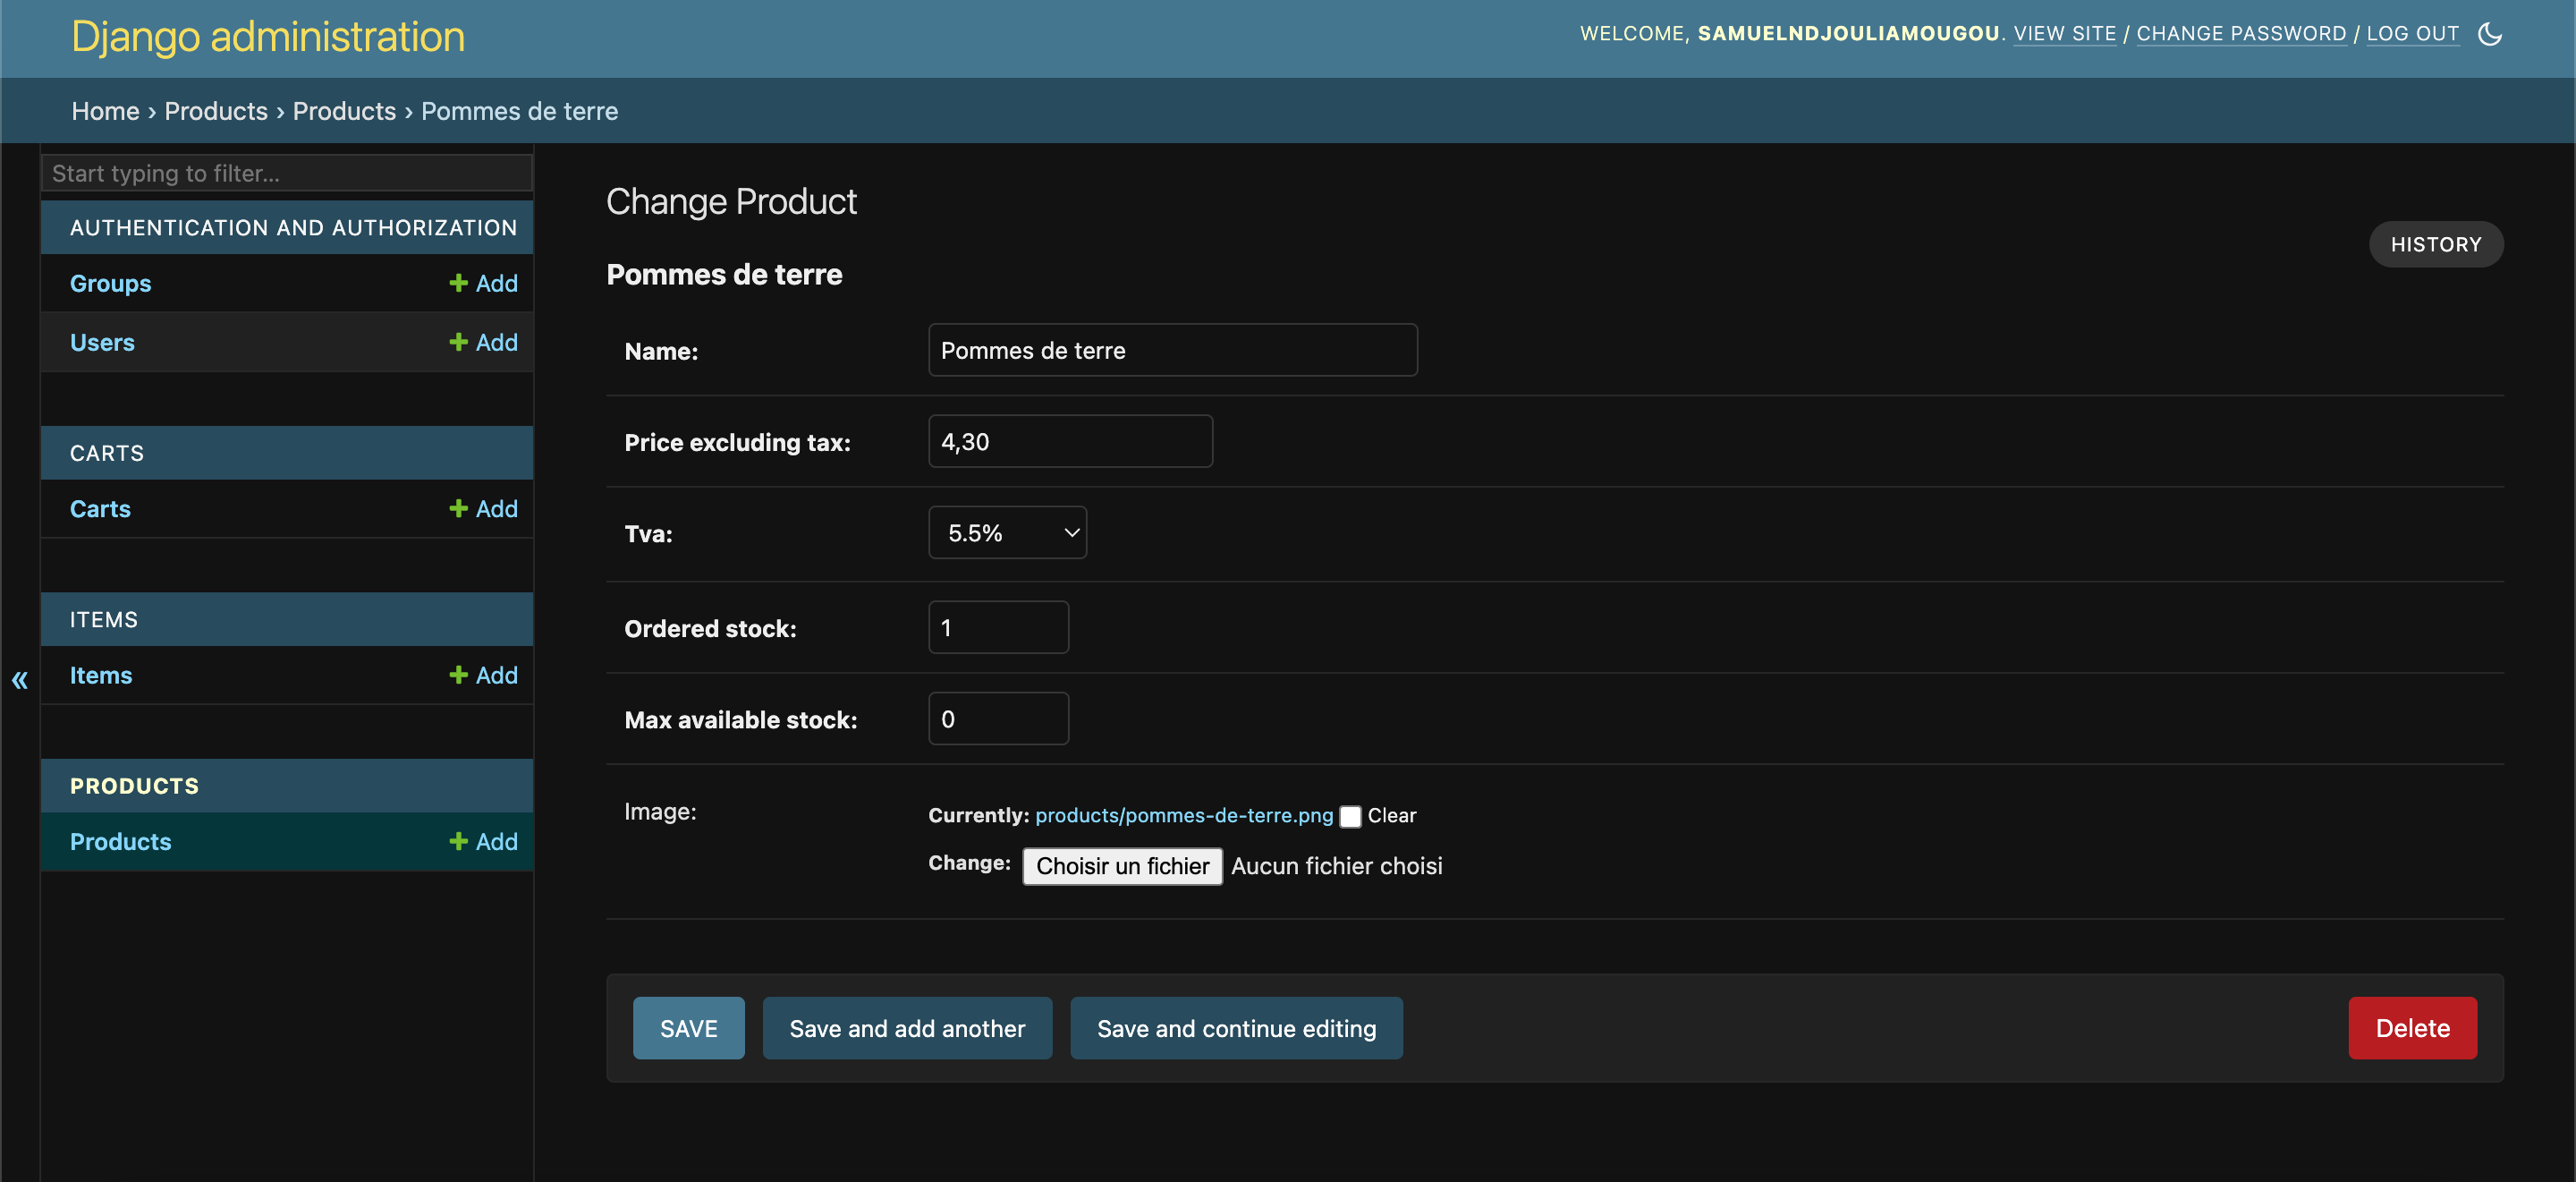 Django administration
WELCOME, SAMUELNDJOULIAMOUGOU. VIEW SITE / CHANGE PASSWORD / LOG OUT
Home › Products › Products › Pommes de terre
Start typing to filter...
AUTHENTICATION AND AUTHORIZATION
Groups + Add
Users + Add
CARTS
Carts + Add
ITEMS
Items + Add
PRODUCTS
Products + Add
«
Change Product
HISTORY
Pommes de terre
Name: Pommes de terre
Price excluding tax: 4,30
Tva: 5.5%
Ordered stock: 1
Max available stock: 0
Image: Currently: products/pommes-de-terre.png Clear
Change: Choisir un fichier Aucun fichier choisi
SAVE Save and add another Save and continue editing Delete